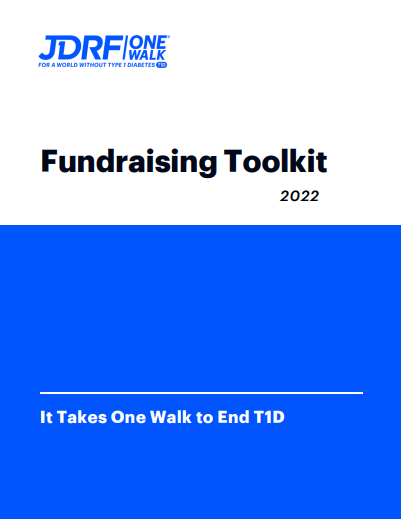 JDRF ONE
WALK
FOR A WORLD WITHOUT TYPE 1 DIABETES T1D
Fundraising Toolkit
2022
It Takes One Walk to End T1D